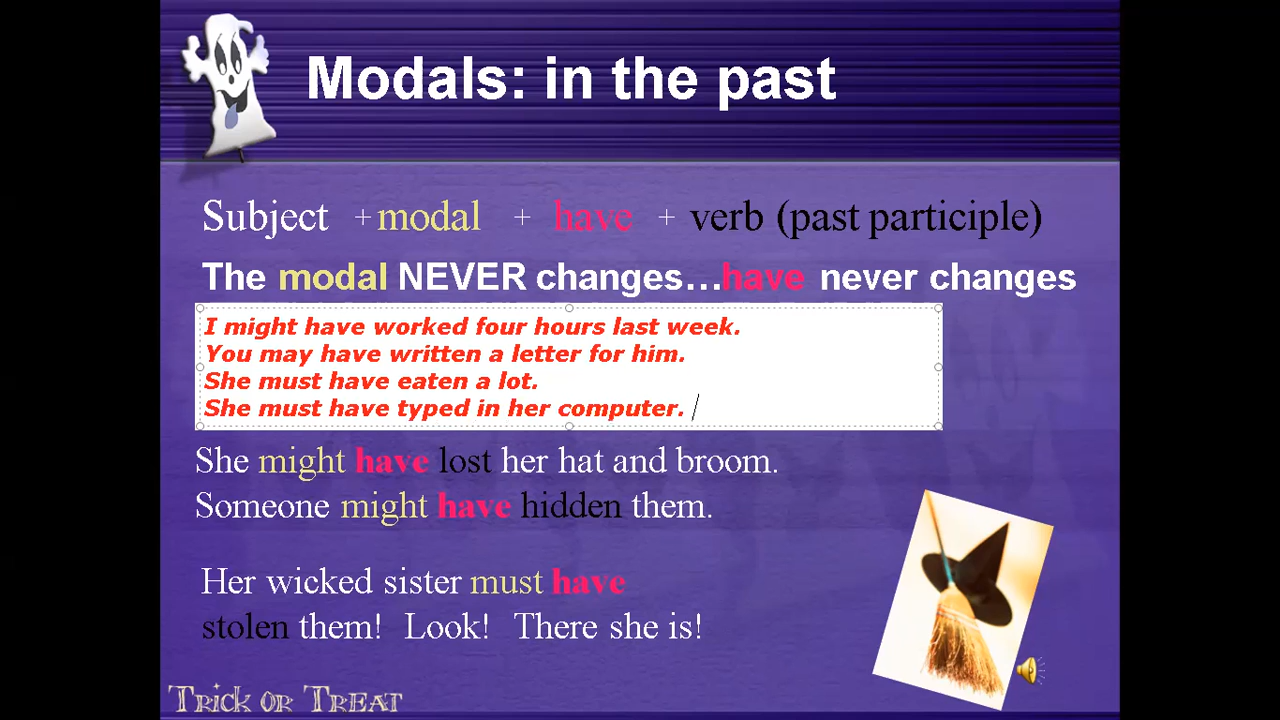 Modals: in the past
Subject + modal + have + verb (past participle)
The modal NEVER changes…have never changes
I might have worked four hours last week.
You may have written a letter for him.
She must have eaten a lot.
She must have typed in her computer.
She might have lost her hat and broom.
Someone might have hidden them.
Her wicked sister must have
stolen them! Look! There she is!
Trick or Treat